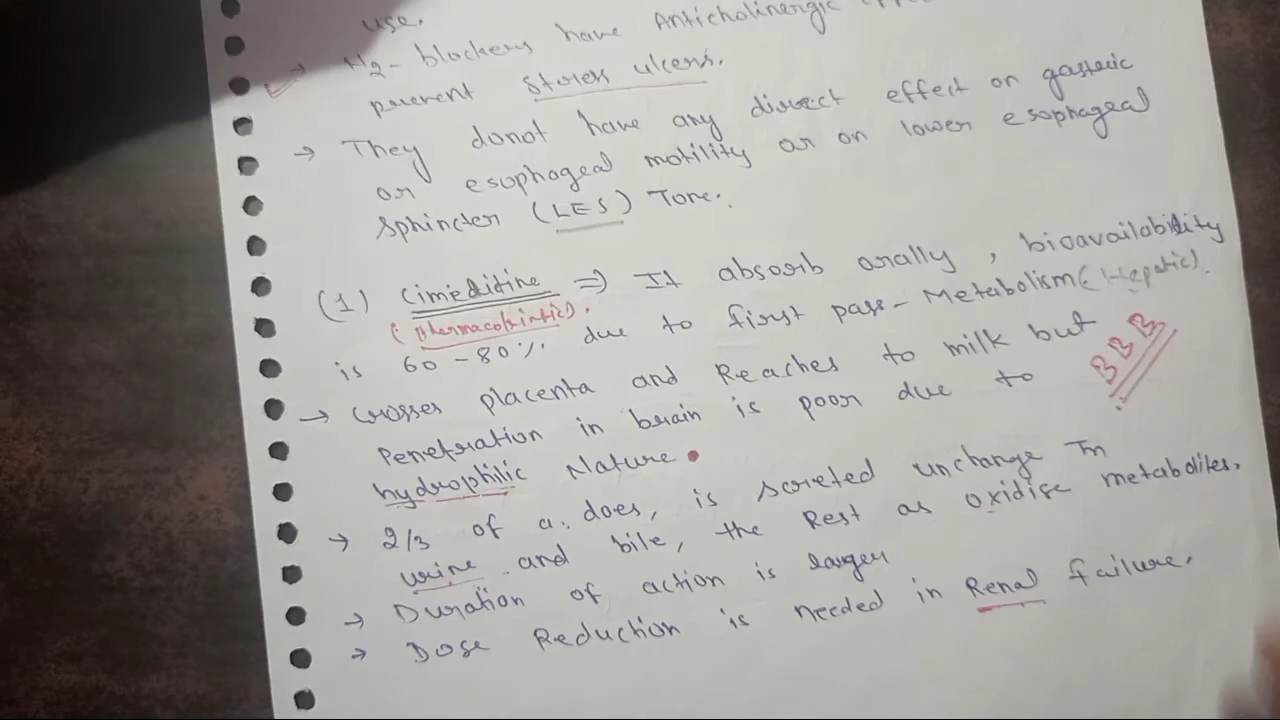 use.
→ H2-blockers have Anticholinergic
prevent Stress ulcers.
→ They donot have any direct effect on gastric
or esophageal motility or on lower esophageal
Sphincter (LES) Tone.
(1) Cimeditine ⇒ It absorb orally, bioavailability
(Pharmacokintic).
is 60-80% due to first pass-Metabolism (Hepatic).
→ Crosses placenta and Reaches to milk but
Penetration in brain is poor due to
BBB
hydrophilic Nature.
→ 2/3 of a. does, is screted unchange In
urine and bile, the Rest as oxidise metabolites.
→ Duration of action is larger
→ Dose Reduction is needed in Renal failure.